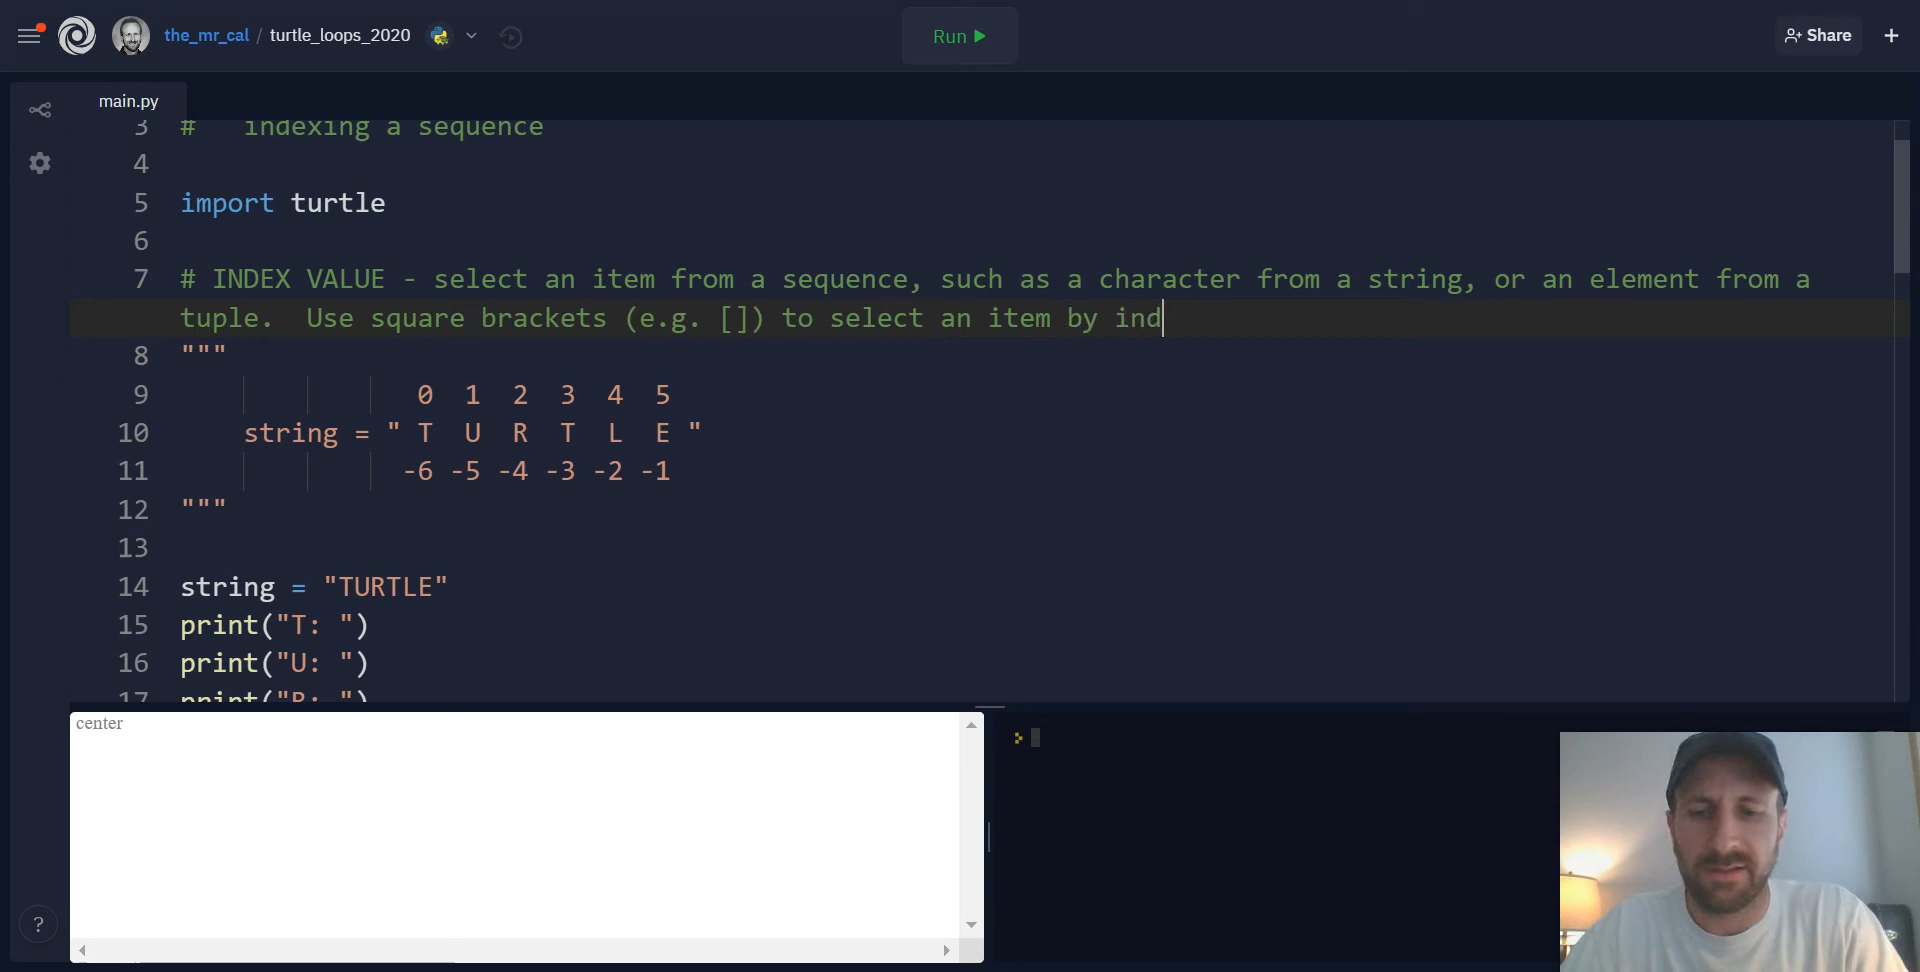 the_mr_cal / turtle_loops_2020
Run
Share
main.py
3 # indexing a sequence
4
5 import turtle
6
7 # INDEX VALUE - select an item from a sequence, such as a character from a string, or an element from a
tuple.  Use square brackets (e.g. []) to select an item by ind
8 """
9 0 1 2 3 4 5
10 string = " T U R T L E "
11 -6 -5 -4 -3 -2 -1
12 """
13
14 string = "TURTLE"
15 print("T: ")
16 print("U: ")
17 print("R: ")
center
>
?